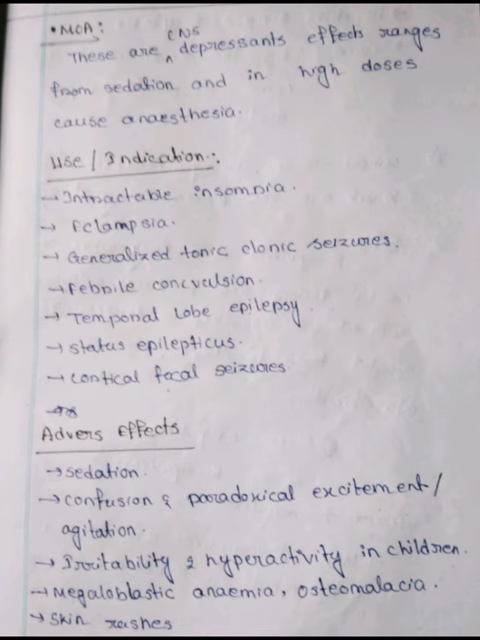 • MOA:
These are ^ CNS depressants effects ranges
from sedation and in high doses
cause anaesthesia.
Use / Indication:
→ Intractable insomnia.
→ Eclampsia.
→ Generalized tonic clonic seizures.
→ Febrile concvulsion.
→ Temporal lobe epilepsy.
→ Status epilepticus.
→ Cortical focal seizures
Advers Effects
→ Sedation.
→ Confusion & paradoxical excitement /
agitation.
→ Irritability & hyperactivity in children.
→ Megaloblastic anaemia, osteomalacia.
→ Skin rashes